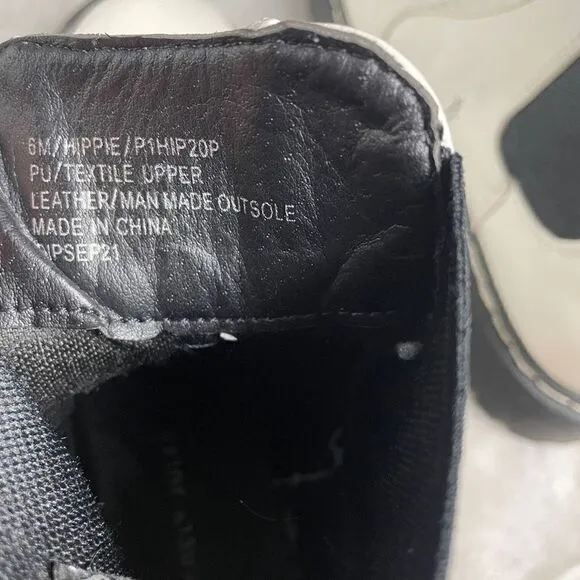 6M/HIPPIE/P1HIP20P
PU/TEXTILE UPPER
LEATHER/MAN MADE OUTSOLE
MADE IN CHINA